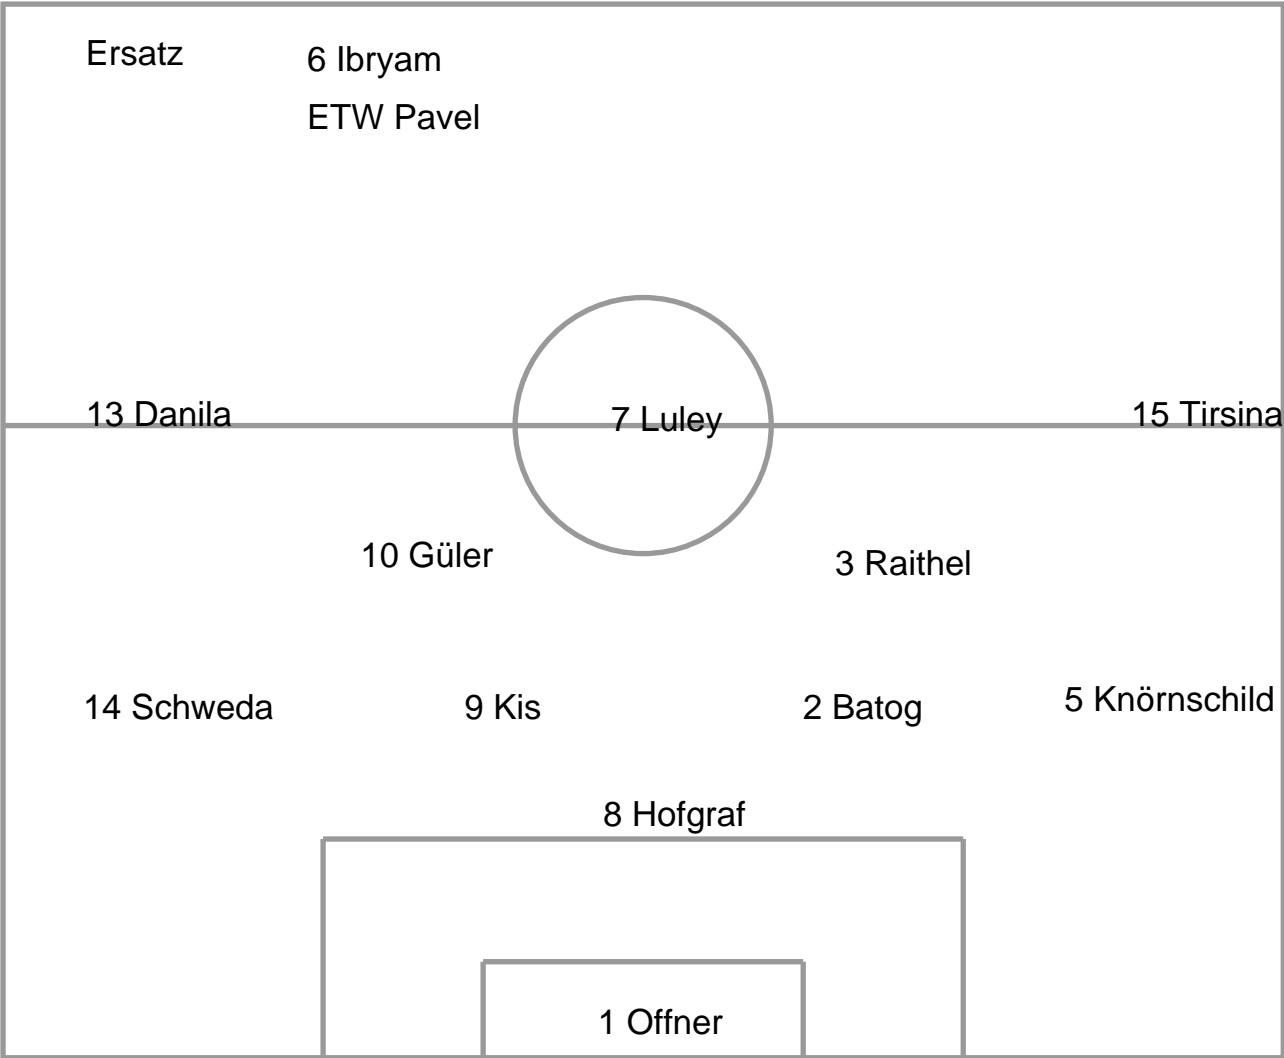 Ersatz
6 Ibryam
ETW Pavel
13 Danila
7 Luley
15 Tirsina
10 Güler
3 Raithel
14 Schweda
9 Kis
2 Batog
5 Knörnschild
8 Hofgraf
1 Offner